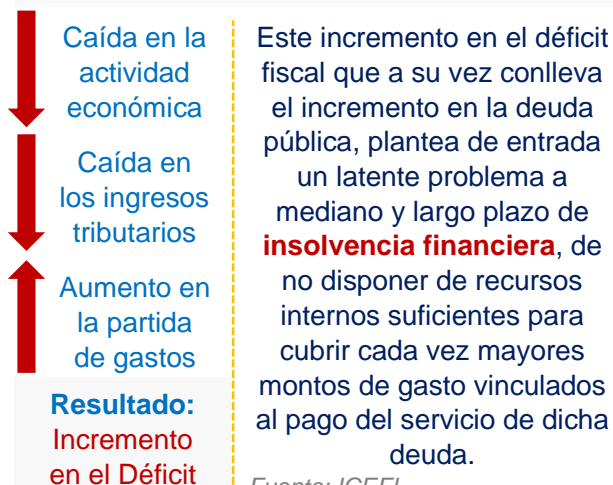 Caída en la
actividad
económica
Caída en
los ingresos
tributarios
Aumento en
la partida
de gastos
Resultado:
Incremento
en el Déficit
Este incremento en el déficit
fiscal que a su vez conlleva
el incremento en la deuda
pública, plantea de entrada
un latente problema a
mediano y largo plazo de
insolvencia financiera, de
no disponer de recursos
internos suficientes para
cubrir cada vez mayores
montos de gasto vinculados
al pago del servicio de dicha
deuda.
Fuente: ICEFI